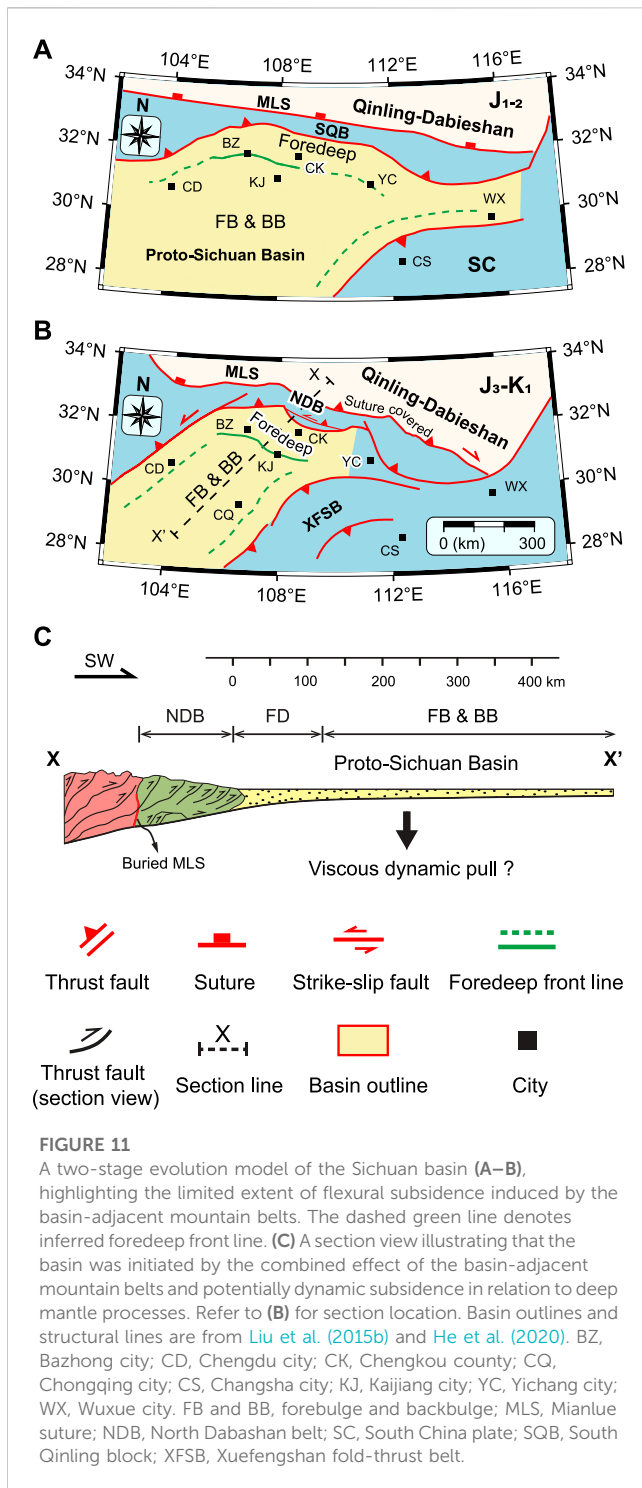 A
104°E 108°E 112°E 116°E
34°N 34°N
32°N 32°N
30°N 30°N
28°N 28°N
N
MLS
Qinling-Dabieshan
J1-2
SQB
Foredeep
BZ
CK
CD
KJ
YC
WX
FB & BB
Proto-Sichuan Basin
CS
SC
B
34°N 34°N
32°N 32°N
30°N 30°N
28°N 28°N
N
MLS
X
Qinling-Dabieshan
J3-K1
NDB
Suture covered
BZ
Foredeep
CK
CD
KJ
YC
FB & BB
WX
CQ
X'
XFSB
CS
0 (km) 300
104°E 108°E 112°E 116°E
C
SW
0 100 200 300 400 km
NDB FD FB & BB
X Proto-Sichuan Basin X'
Buried MLS
Viscous dynamic pull ?
Thrust fault Suture Strike-slip fault Foredeep front line
X
Thrust fault
(section view)
Section line Basin outline City
FIGURE 11
A two-stage evolution model of the Sichuan basin (A–B),
highlighting the limited extent of flexural subsidence induced by the
basin-adjacent mountain belts. The dashed green line denotes
inferred foredeep front line. (C) A section view illustrating that the
basin was initiated by the combined effect of the basin-adjacent
mountain belts and potentially dynamic subsidence in relation to deep
mantle processes. Refer to (B) for section location. Basin outlines and
structural lines are from Liu et al. (2015b) and He et al. (2020). BZ,
Bazhong city; CD, Chengdu city; CK, Chengkou county; CQ,
Chongqing city; CS, Changsha city; KJ, Kaijiang city; YC, Yichang city;
WX, Wuxue city. FB and BB, forebulge and backbulge; MLS, Mianlue
suture; NDB, North Dabashan belt; SC, South China plate; SQB, South
Qinling block; XFSB, Xuefengshan fold-thrust belt.